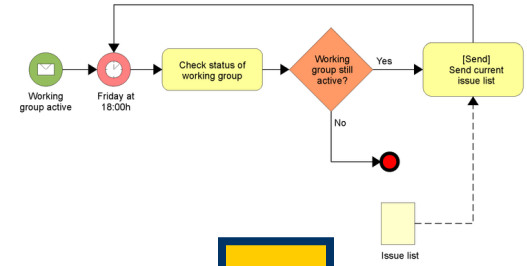 Working
group active
Friday at
18:00h
Check status of
working group
Working
group still
active?
Yes
No
[Send]
Send current
issue list
Issue list